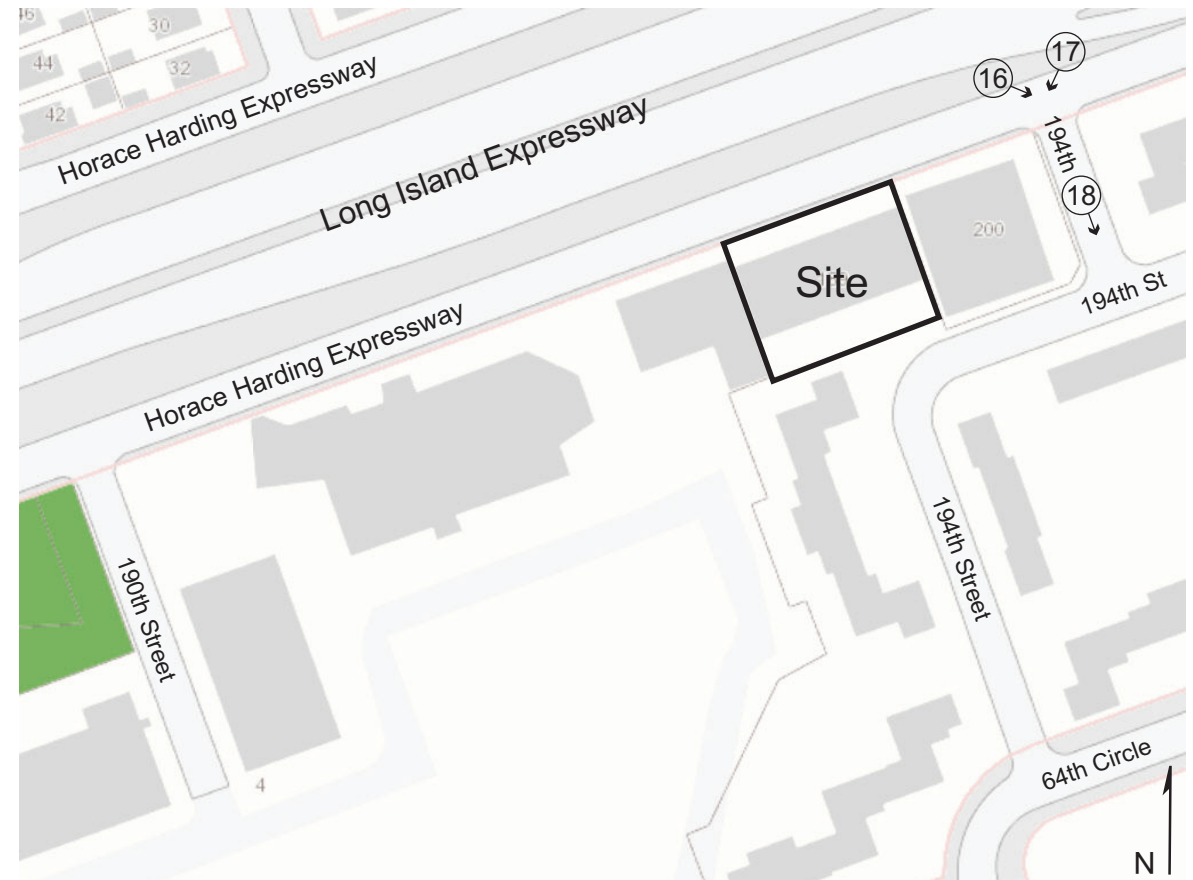 46
30
44
32
42
Horace Harding Expressway
Long Island Expressway
16
17
194th
18
200
Site
194th St
Horace Harding Expressway
190th Street
194th Street
4
64th Circle
N